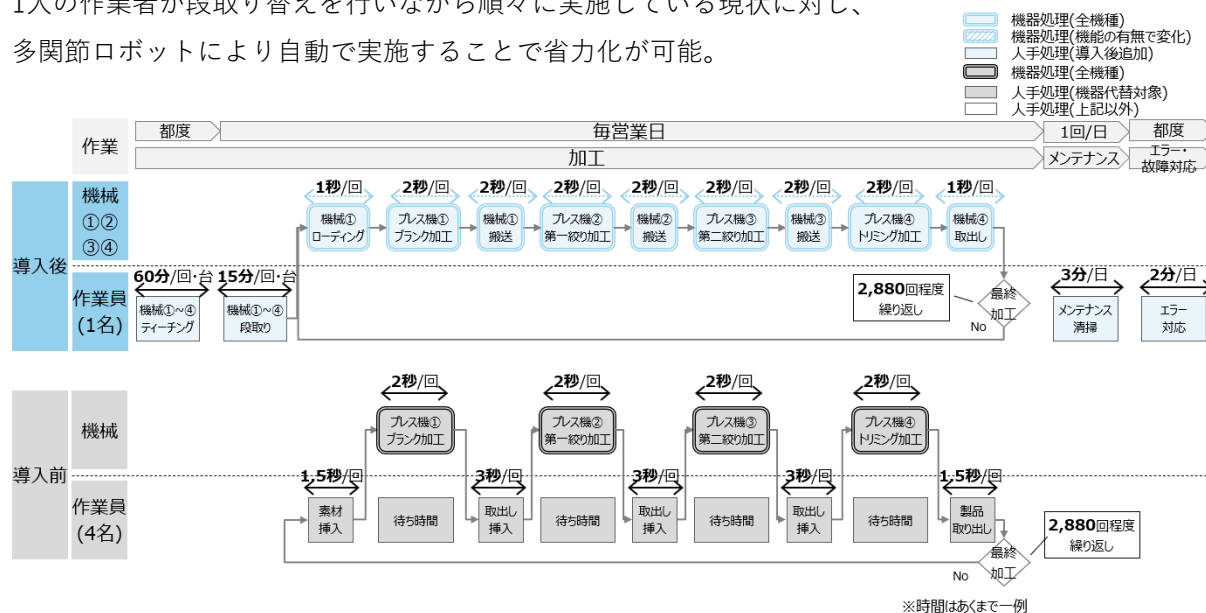 1人の作業者が段取り替えを行いながら順々に実施している現状に対し、
多関節ロボットにより自動で実施することで省力化が可能。
機器処理(全機種)
機器処理(機能の有無で変化)
人手処理(導入後追加)
機器処理(全機種)
人手処理(機器代替対象)
人手処理(上記以外)
作業
都度
毎営業日
1回/日
都度
加工
メンテナンス
エラー・
故障対応
導入後
機械
①②
③④
1秒/回
2秒/回
2秒/回
2秒/回
2秒/回
2秒/回
2秒/回
2秒/回
1秒/回
機械①
ローディング
プレス機①
ブランク加工
機械①
搬送
プレス機②
第一絞り加工
機械②
搬送
プレス機③
第二絞り加工
機械③
搬送
プレス機④
トリミング加工
機械④
取出し
作業員
(1名)
60分/回・台
15分/回・台
機械①~④
ティーチング
機械①~④
段取り
2,880回程度
繰り返し
最終
加工
No
3分/日
2分/日
メンテナンス
清掃
エラー
対応
導入前
機械
2秒/回
2秒/回
2秒/回
2秒/回
プレス機①
ブランク加工
プレス機②
第一絞り加工
プレス機③
第二絞り加工
プレス機④
トリミング加工
作業員
(4名)
1.5秒/回
3秒/回
3秒/回
3秒/回
1.5秒/回
素材
挿入
待ち時間
取出し
挿入
待ち時間
取出し
挿入
待ち時間
取出し
挿入
待ち時間
製品
取り出し
2,880回程度
繰り返し
最終
加工
No
※時間はあくまで一例